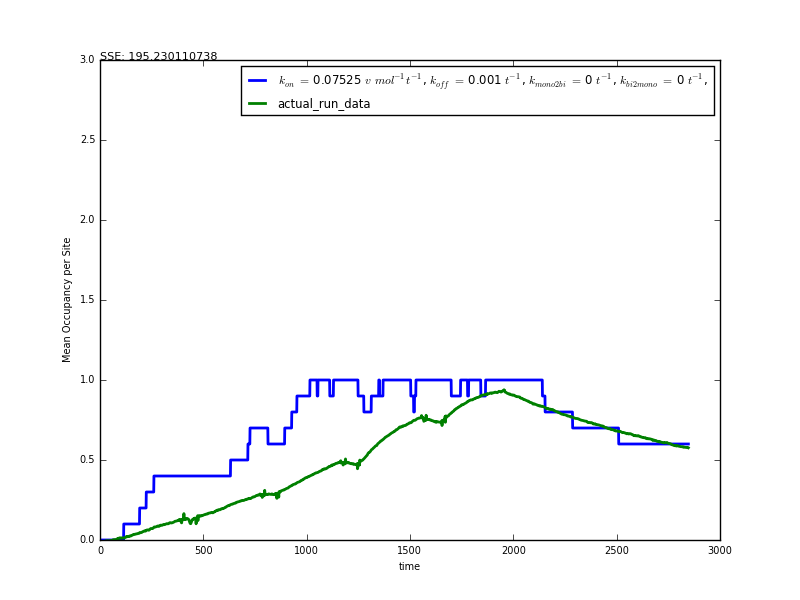 SSE: 195.230110738
3.0
k_on = 0.07525 v mol^−1 t^−1, k_off = 0.001 t^−1, k_mono2bi = 0 t^−1, k_bi2mono = 0 t^−1,
actual_run_data
2.5
2.0
1.5
1.0
0.5
0.0
Mean Occupancy per Site
0 500 1000 1500 2000 2500 3000
time